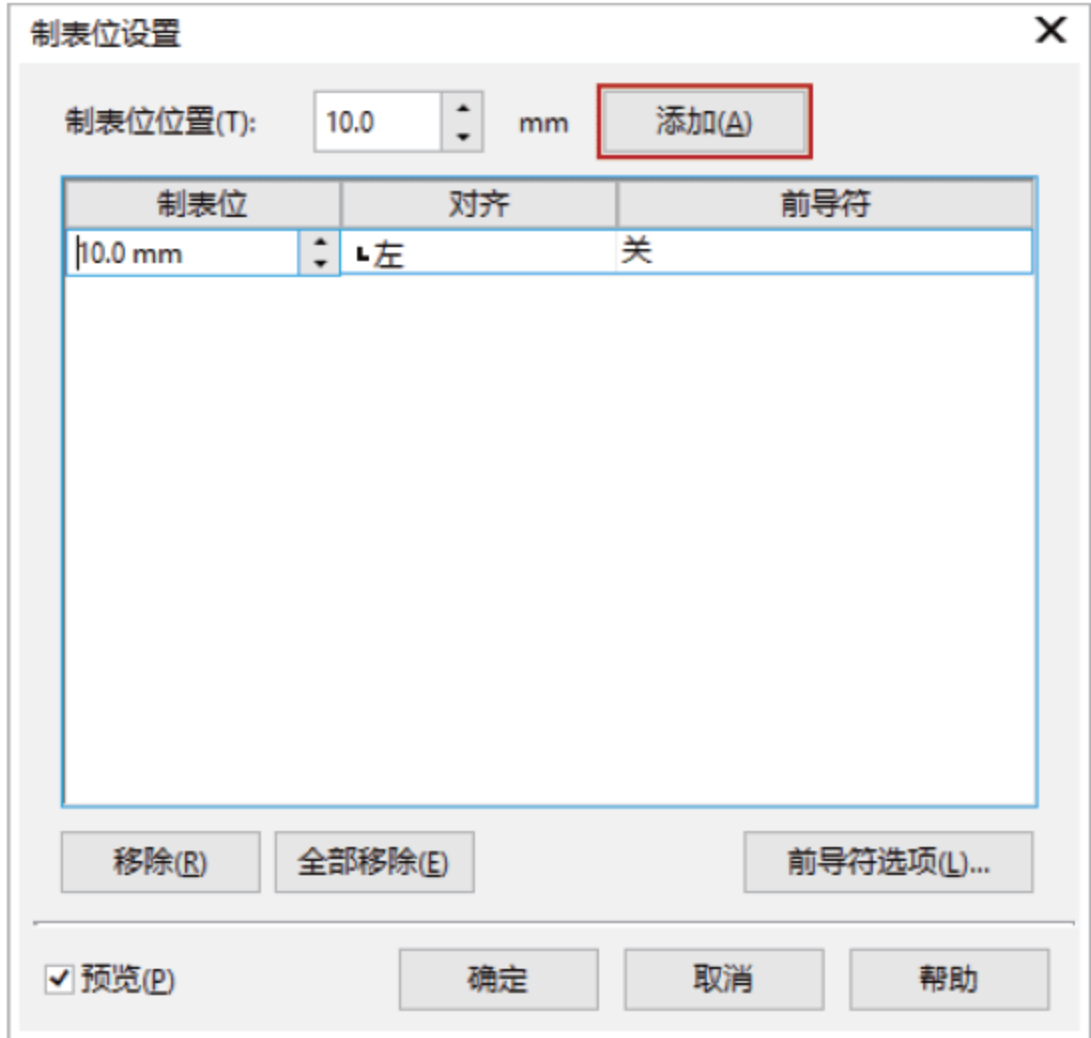 制表位设置
制表位位置(T): 10.0 mm 添加(A)
制表位 对齐 前导符
10.0 mm 左 关
移除(R) 全部移除(E) 前导符选项(L)...
预览(P) 确定 取消 帮助